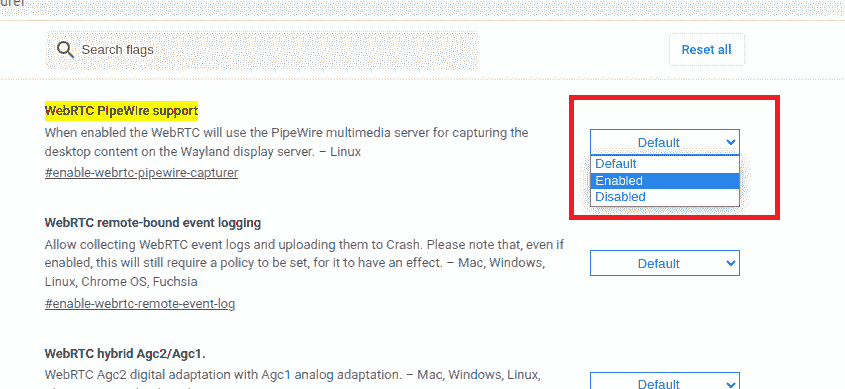 Search flags
Reset all
WebRTC PipeWire support
When enabled the WebRTC will use the PipeWire multimedia server for capturing the
desktop content on the Wayland display server. – Linux
#enable-webrtc-pipewire-capturer
Default
Default
Enabled
Disabled
WebRTC remote-bound event logging
Allow collecting WebRTC event logs and uploading them to Crash. Please note that, even if
enabled, this will still require a policy to be set, for it to have an effect. – Mac, Windows,
Linux, Chrome OS, Fuchsia
#enable-webrtc-remote-event-log
Default
WebRTC hybrid Agc2/Agc1.
WebRTC Agc2 digital adaptation with Agc1 analog adaptation. – Mac, Windows, Linux,
Default